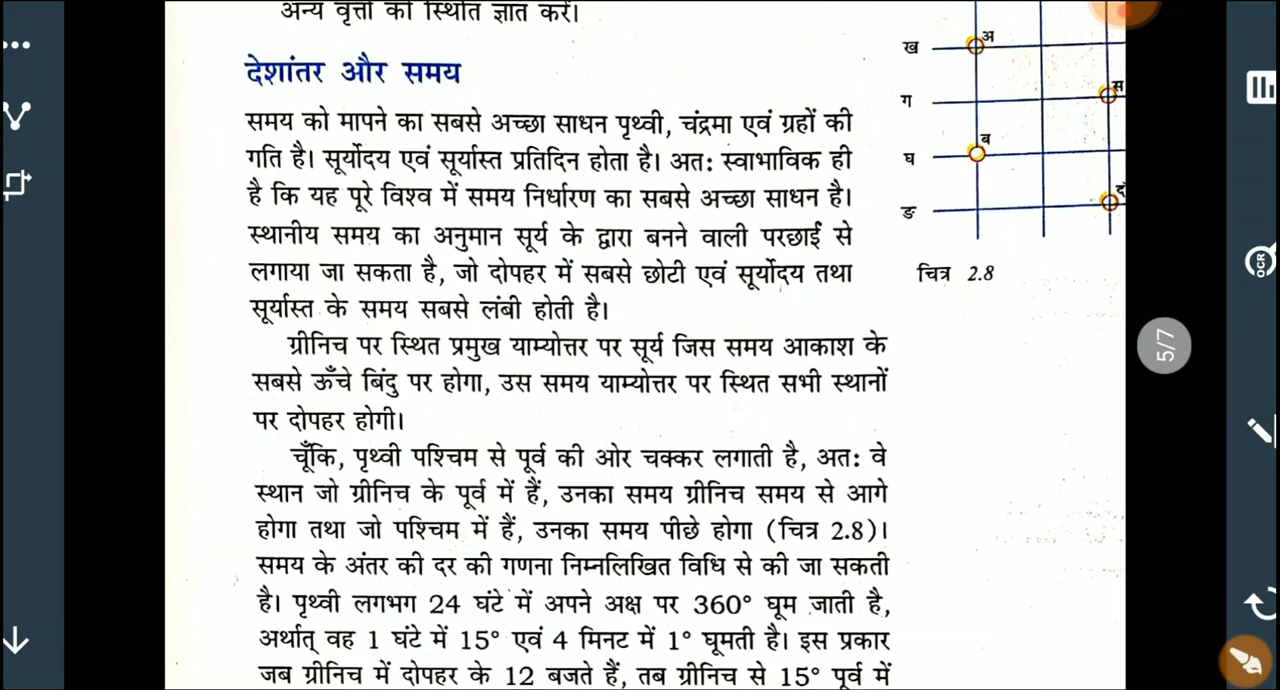 अन्य वृत्तों की स्थिति ज्ञात करें।
देशांतर और समय
समय को मापने का सबसे अच्छा साधन पृथ्वी, चंद्रमा एवं ग्रहों की
गति है। सूर्योदय एवं सूर्यास्त प्रतिदिन होता है। अत: स्वाभाविक ही
है कि यह पूरे विश्व में समय निर्धारण का सबसे अच्छा साधन है।
स्थानीय समय का अनुमान सूर्य के द्वारा बनने वाली परछाईं से
लगाया जा सकता है, जो दोपहर में सबसे छोटी एवं सूर्योदय तथा
सूर्यास्त के समय सबसे लंबी होती है।
ग्रीनिच पर स्थित प्रमुख याम्योत्तर पर सूर्य जिस समय आकाश के
सबसे ऊँचे बिंदु पर होगा, उस समय याम्योत्तर पर स्थित सभी स्थानों
पर दोपहर होगी।
चूँकि, पृथ्वी पश्चिम से पूर्व की ओर चक्कर लगाती है, अत: वे
स्थान जो ग्रीनिच के पूर्व में हैं, उनका समय ग्रीनिच समय से आगे
होगा तथा जो पश्चिम में हैं, उनका समय पीछे होगा (चित्र 2.8)।
समय के अंतर की दर की गणना निम्नलिखित विधि से की जा सकती
है। पृथ्वी लगभग 24 घंटे में अपने अक्ष पर 360° घूम जाती है,
अर्थात् वह 1 घंटे में 15° एवं 4 मिनट में 1° घूमती है। इस प्रकार
जब ग्रीनिच में दोपहर के 12 बजते हैं, तब ग्रीनिच से 15° पूर्व में
ख
अ
ग
स
घ
ब
ङ
द
चित्र 2.8
5/7
OCR